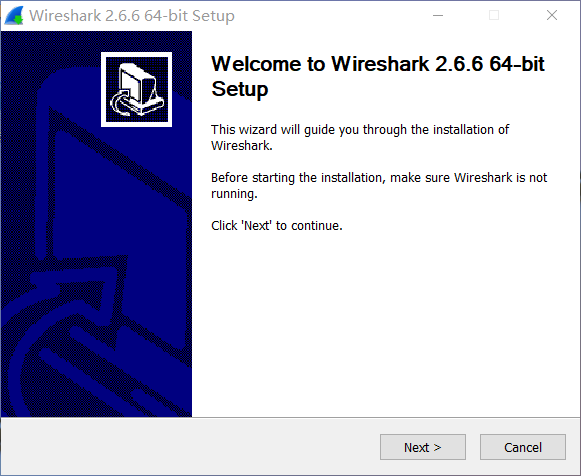 Wireshark 2.6.6 64-bit Setup
Welcome to Wireshark 2.6.6 64-bit
Setup
This wizard will guide you through the installation of
Wireshark.
Before starting the installation, make sure Wireshark is not
running.
Click 'Next' to continue.
Next >
Cancel